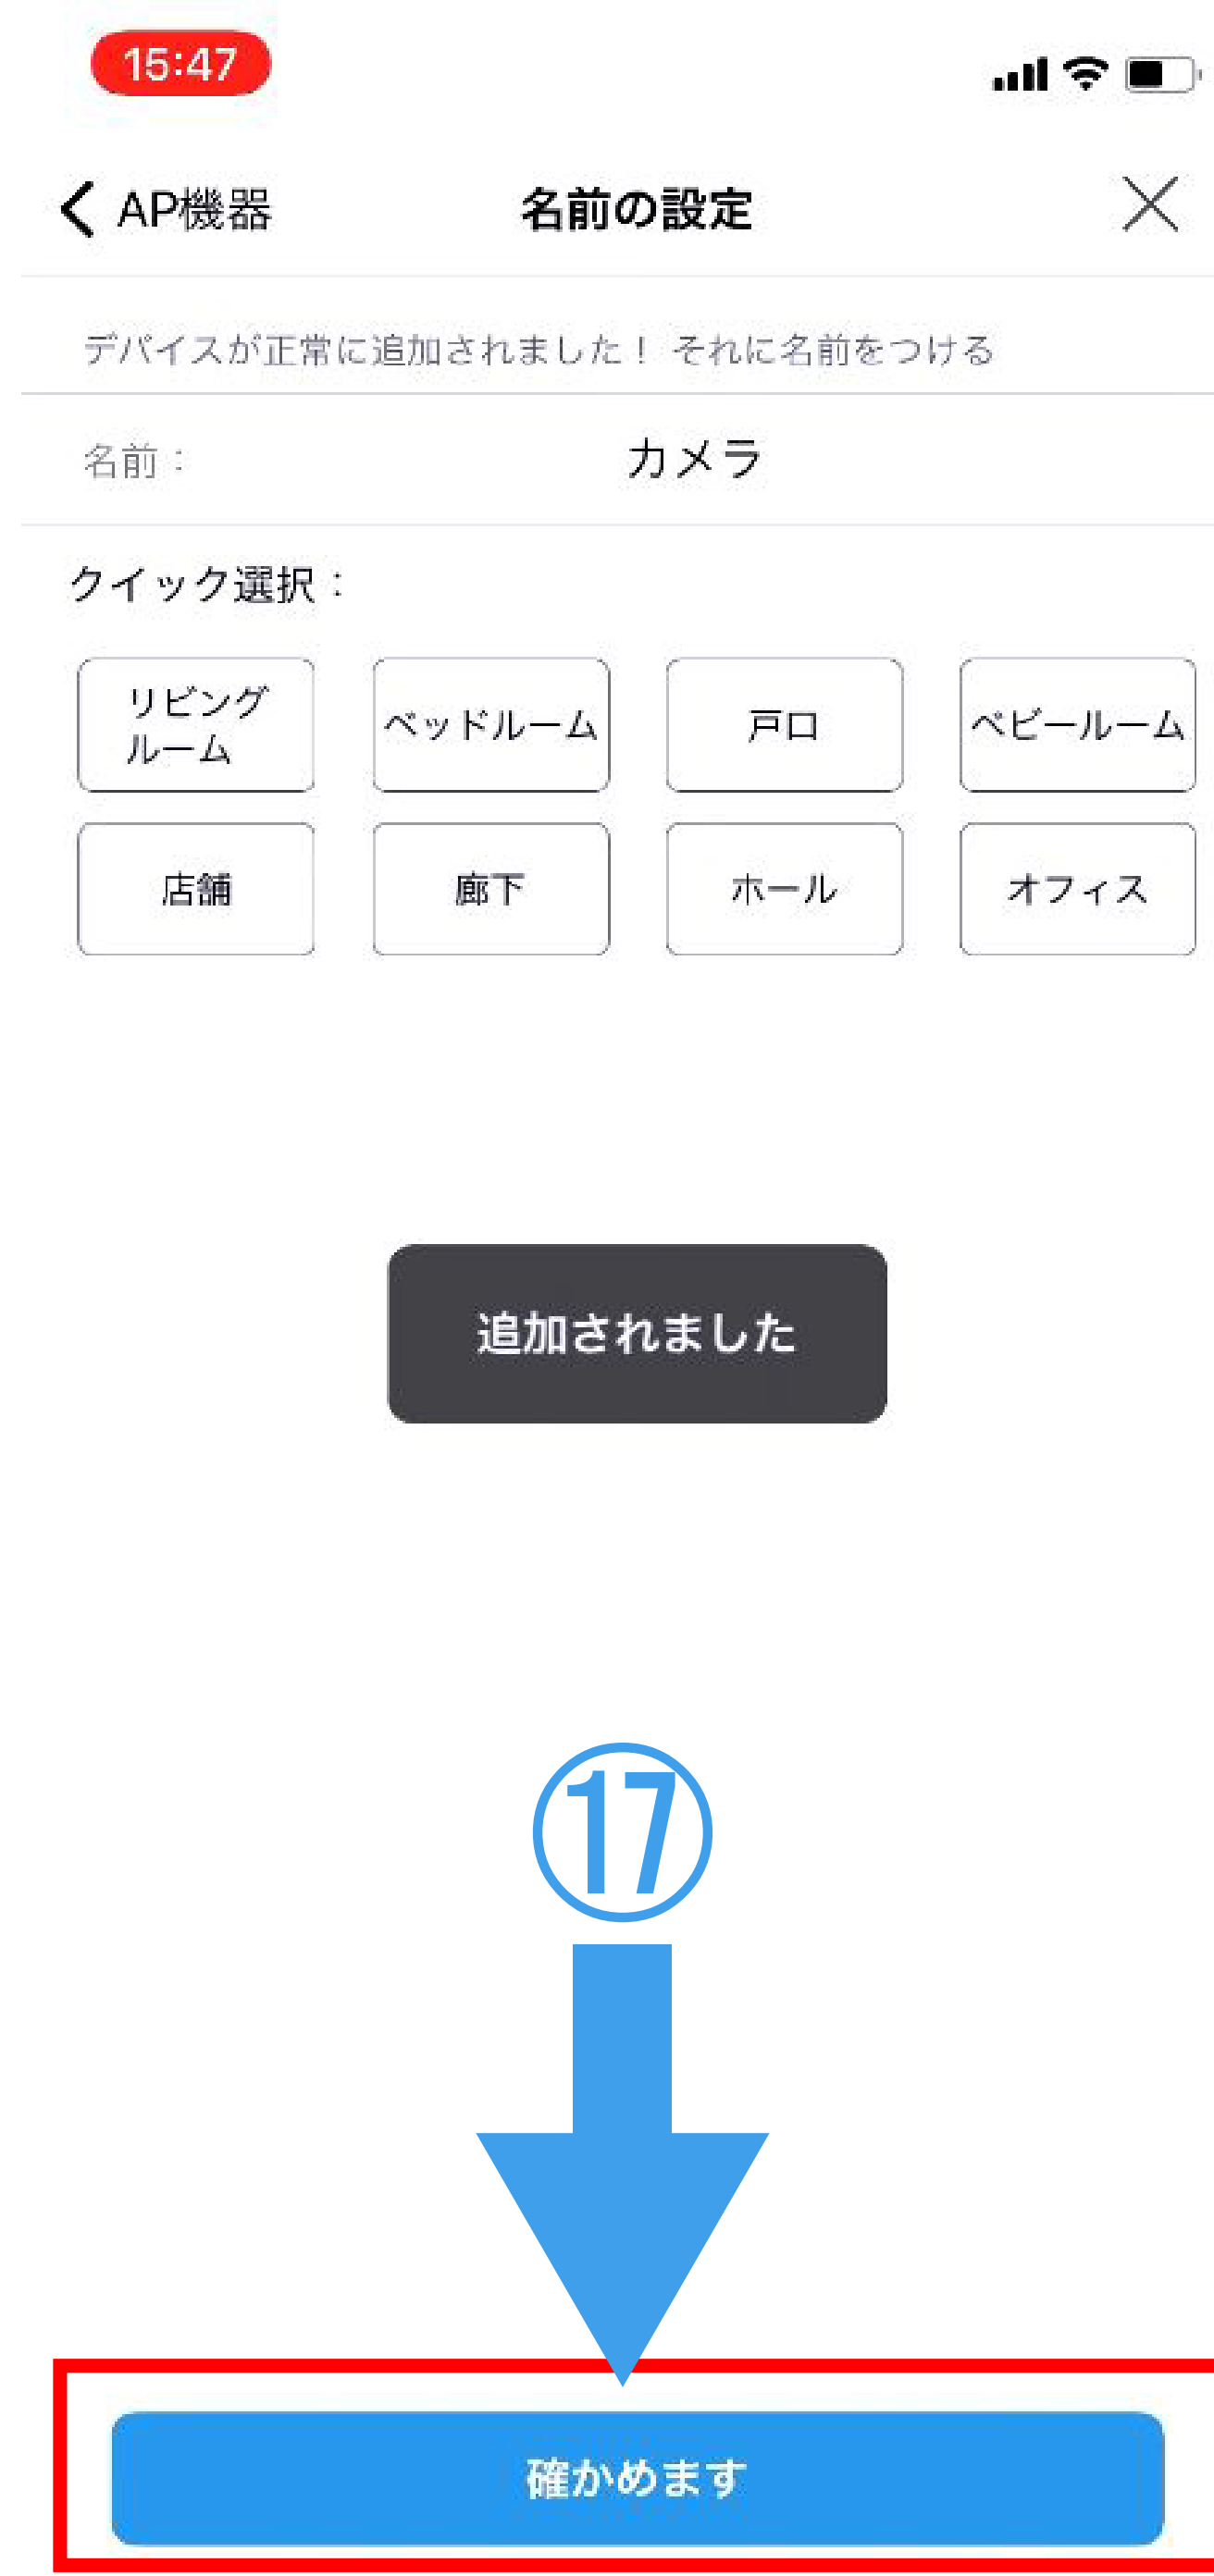 15:47
AP機器
名前の設定
デバイスが正常に追加されました！ それに名前をつける
名前：
カメラ
クイック選択：
リビング
ルーム
ベッドルーム
戸口
ベビールーム
店舗
廊下
ホール
オフィス
追加されました
⑰
確かめます